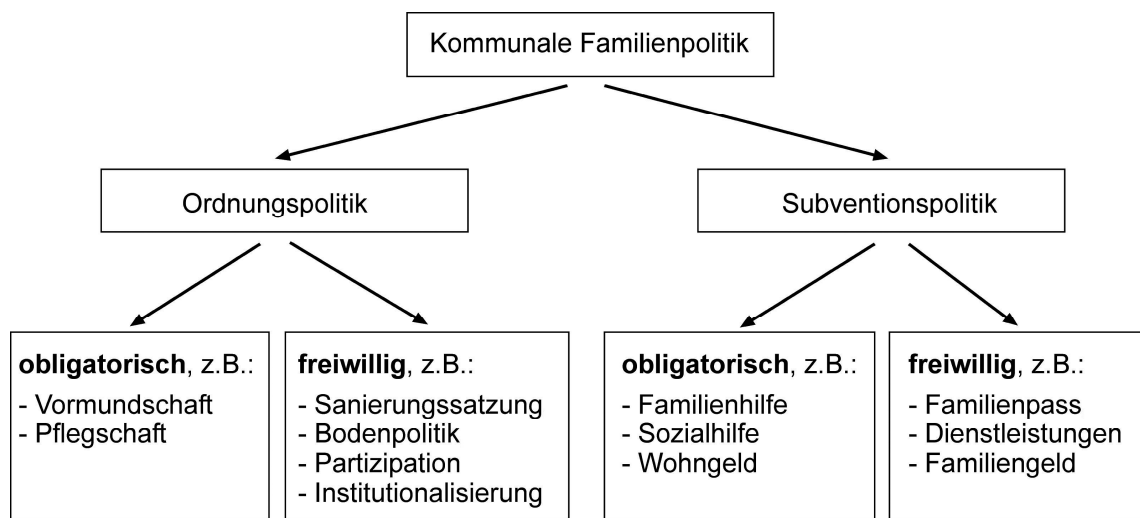 Kommunale Familienpolitik
Ordnungspolitik
Subventionspolitik
obligatorisch, z.B.:
- Vormundschaft
- Pflegschaft
freiwillig, z.B.:
- Sanierungssatzung
- Bodenpolitik
- Partizipation
- Institutionalisierung
obligatorisch, z.B.:
- Familienhilfe
- Sozialhilfe
- Wohngeld
freiwillig, z.B.:
- Familienpass
- Dienstleistungen
- Familiengeld